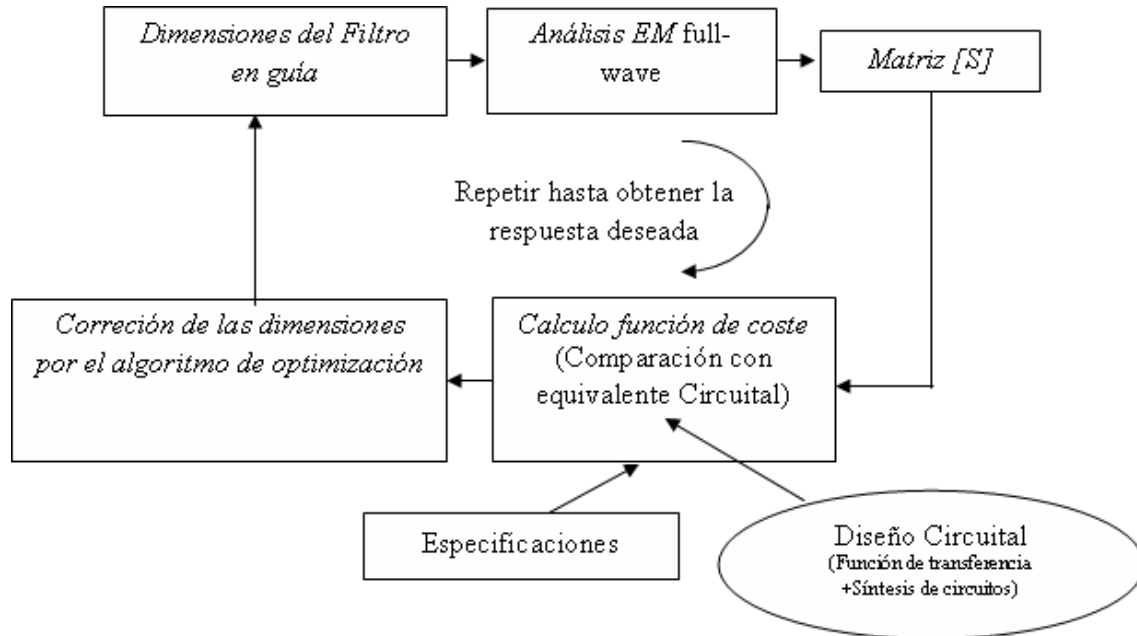 Dimensiones del Filtro
en guía
Análisis EM full-
wave
Matriz [S]
Repetir hasta obtener la
respuesta deseada
Correción de las dimensiones
por el algoritmo de optimización
Calculo función de coste
(Comparación con
equivalente Circuital)
Especificaciones
Diseño Circuital
(Función de transferencia
+Síntesis de circuitos)